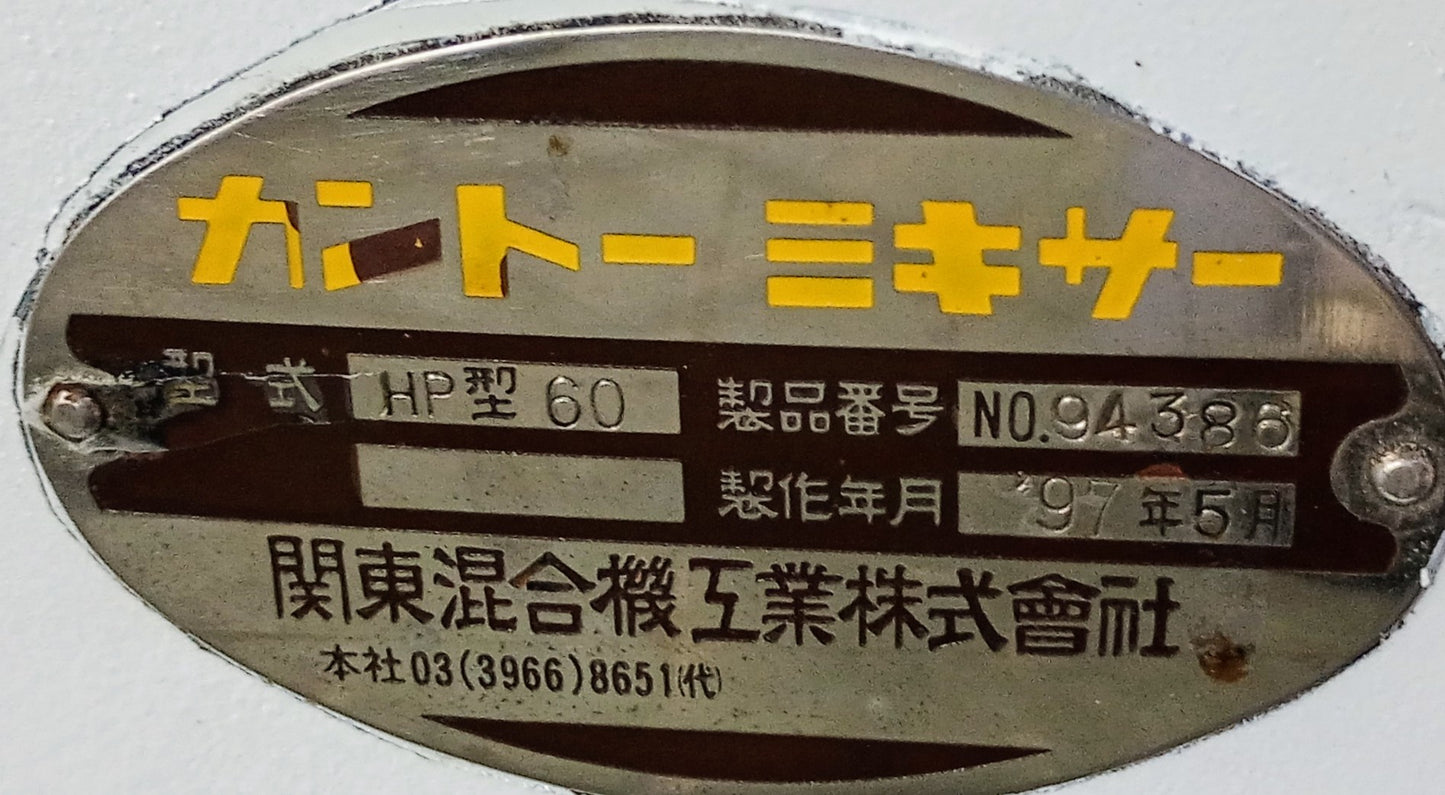 カントーミキサー
型式 HP型 60 製品番号 NO.94386
製作年月 '97年5月
関東混合機工業株式會社
本社03(3966)8651(代)